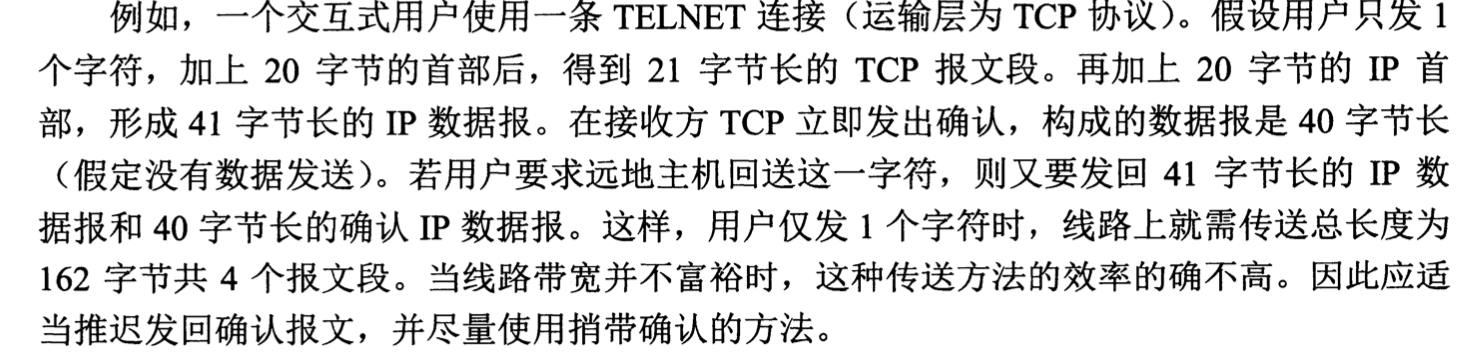 例如，一个交互式用户使用一条 TELNET 连接（运输层为 TCP 协议）。假设用户只发 1
个字符，加上 20 字节的首部后，得到 21 字节长的 TCP 报文段。再加上 20 字节的 IP 首
部，形成 41 字节长的 IP 数据报。在接收方 TCP 立即发出确认，构成的数据报是 40 字节长
（假定没有数据发送）。若用户要求远地主机回送这一字符，则又要发回 41 字节长的 IP 数
据报和 40 字节长的确认 IP 数据报。这样，用户仅发 1 个字符时，线路上就需传送总长度为
162 字节共 4 个报文段。当线路带宽并不富裕时，这种传送方法的效率的确不高。因此应适
当推迟发回确认报文，并尽量使用捎带确认的方法。